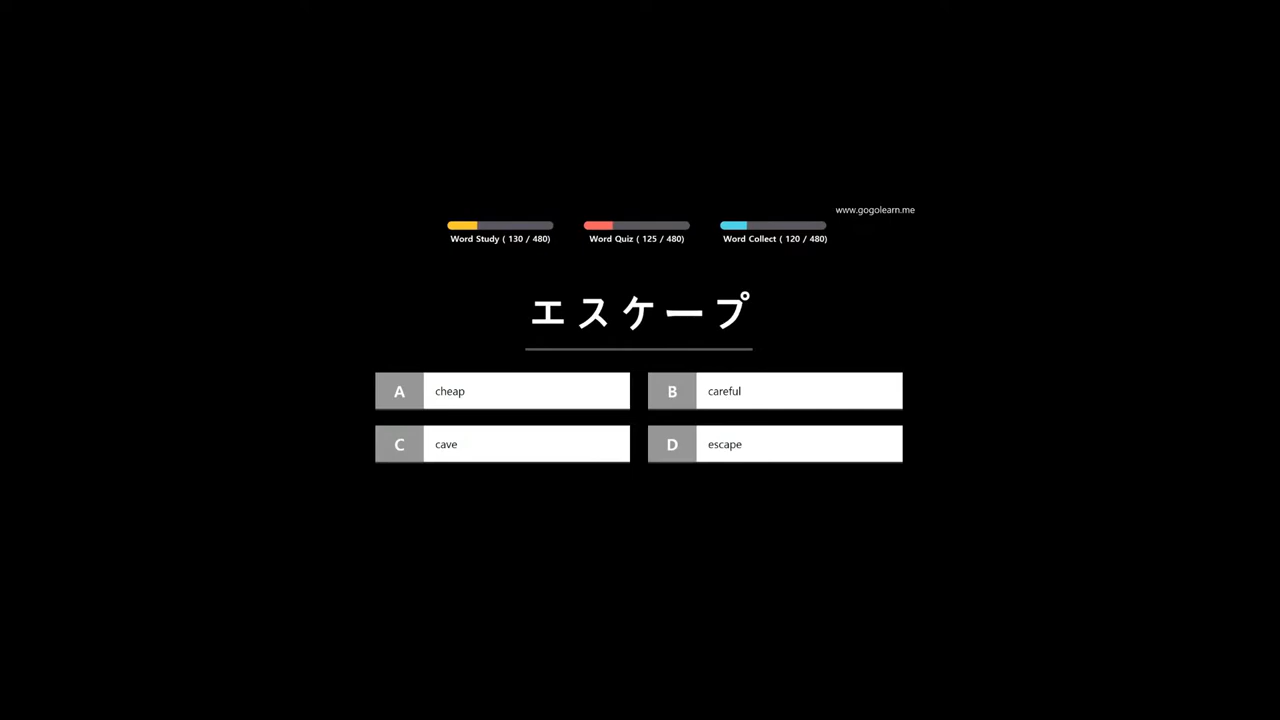 www.gogolearn.me
Word Study ( 130 / 480)
Word Quiz ( 125 / 480)
Word Collect ( 120 / 480)
エスケープ
A cheap
B careful
C cave
D escape